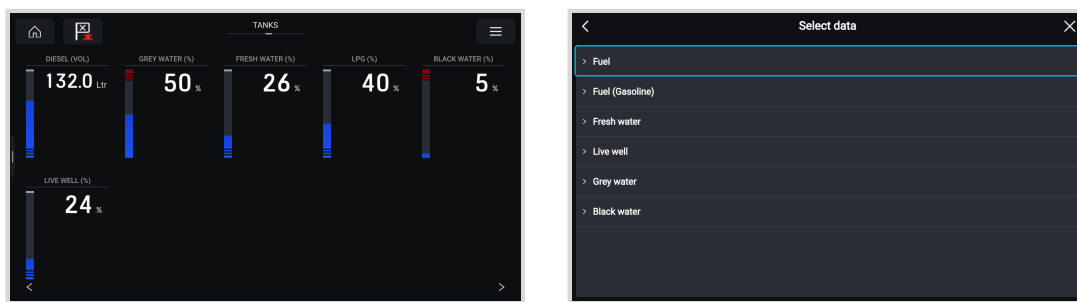 TANKS
DIESEL (VOL)
GREY WATER (%)
FRESH WATER (%)
LPG (%)
BLACK WATER (%)
132.0 Ltr
50 %
26 %
40 %
5 %
LIVE WELL (%)
24 %
Select data
Fuel
Fuel (Gasoline)
Fresh water
Live well
Grey water
Black water